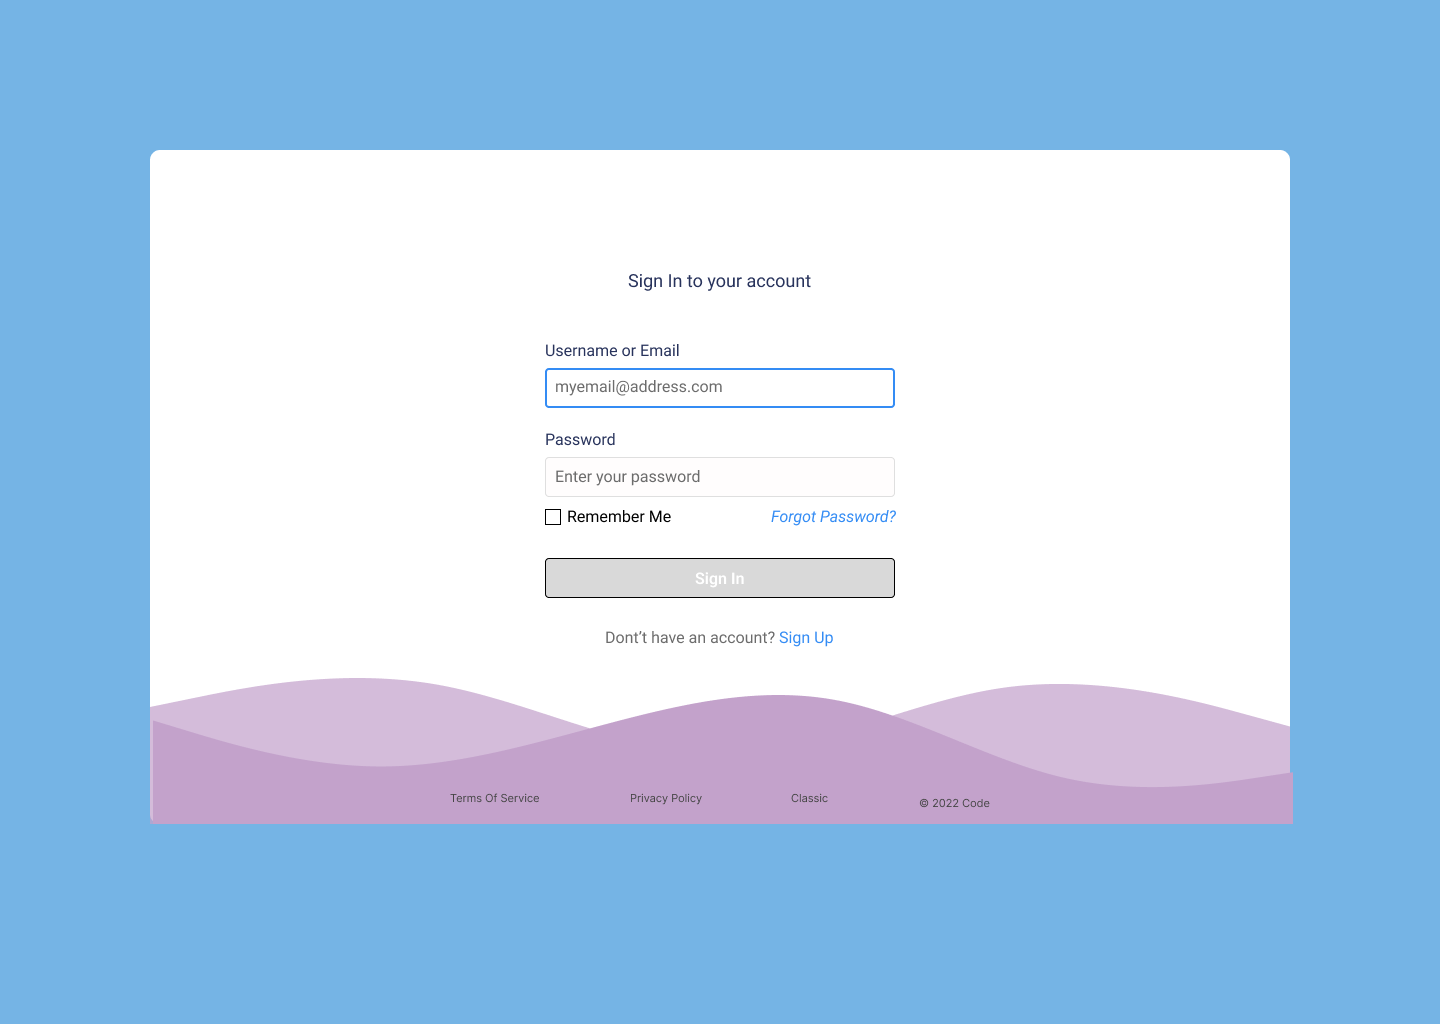 Sign In to your account
Username or Email
myemail@address.com
Password
Enter your password
Remember Me Forgot Password?
Sign In
Dont’t have an account? Sign Up
Terms Of Service Privacy Policy Classic © 2022 Code